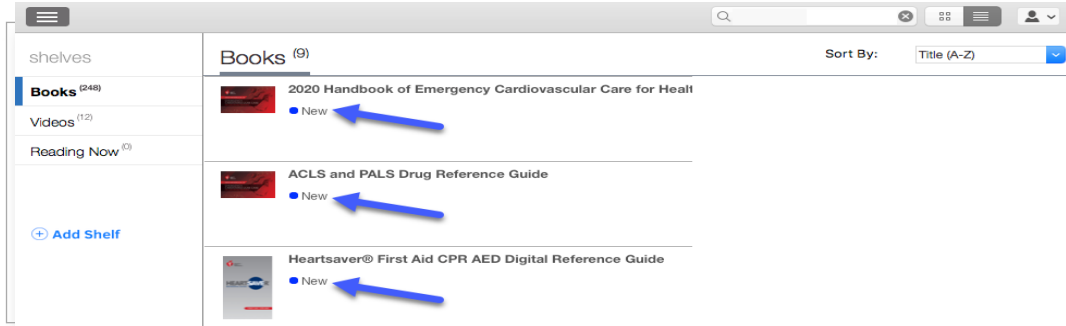 shelves
Books (9)
Sort By:
Title (A-Z)
Books (248)
Videos (12)
Reading Now (0)
Add Shelf
2020 Handbook of Emergency Cardiovascular Care for Healt
New
ACLS and PALS Drug Reference Guide
New
Heartsaver® First Aid CPR AED Digital Reference Guide
New